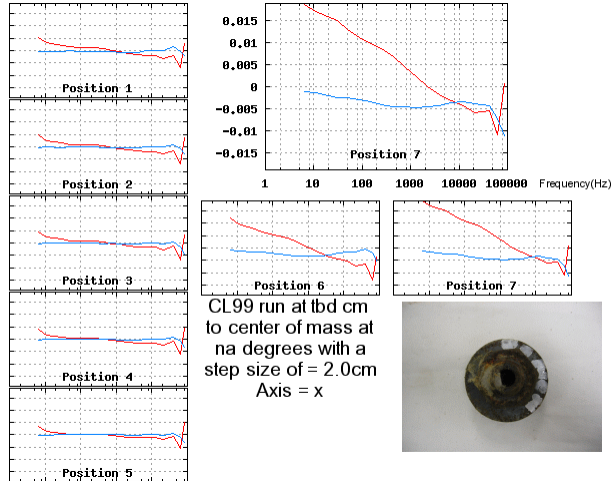 Position 1
Position 2
Position 3
Position 4
Position 5
0.015
0.01
0.005
0
-0.005
-0.01
-0.015
Position 7
1 10 100 1000 10000 100000 Frequency(Hz)
Position 6
Position 7
CL99 run at tbd cm
to center of mass at
na degrees with a
step size of = 2.0cm
Axis = x